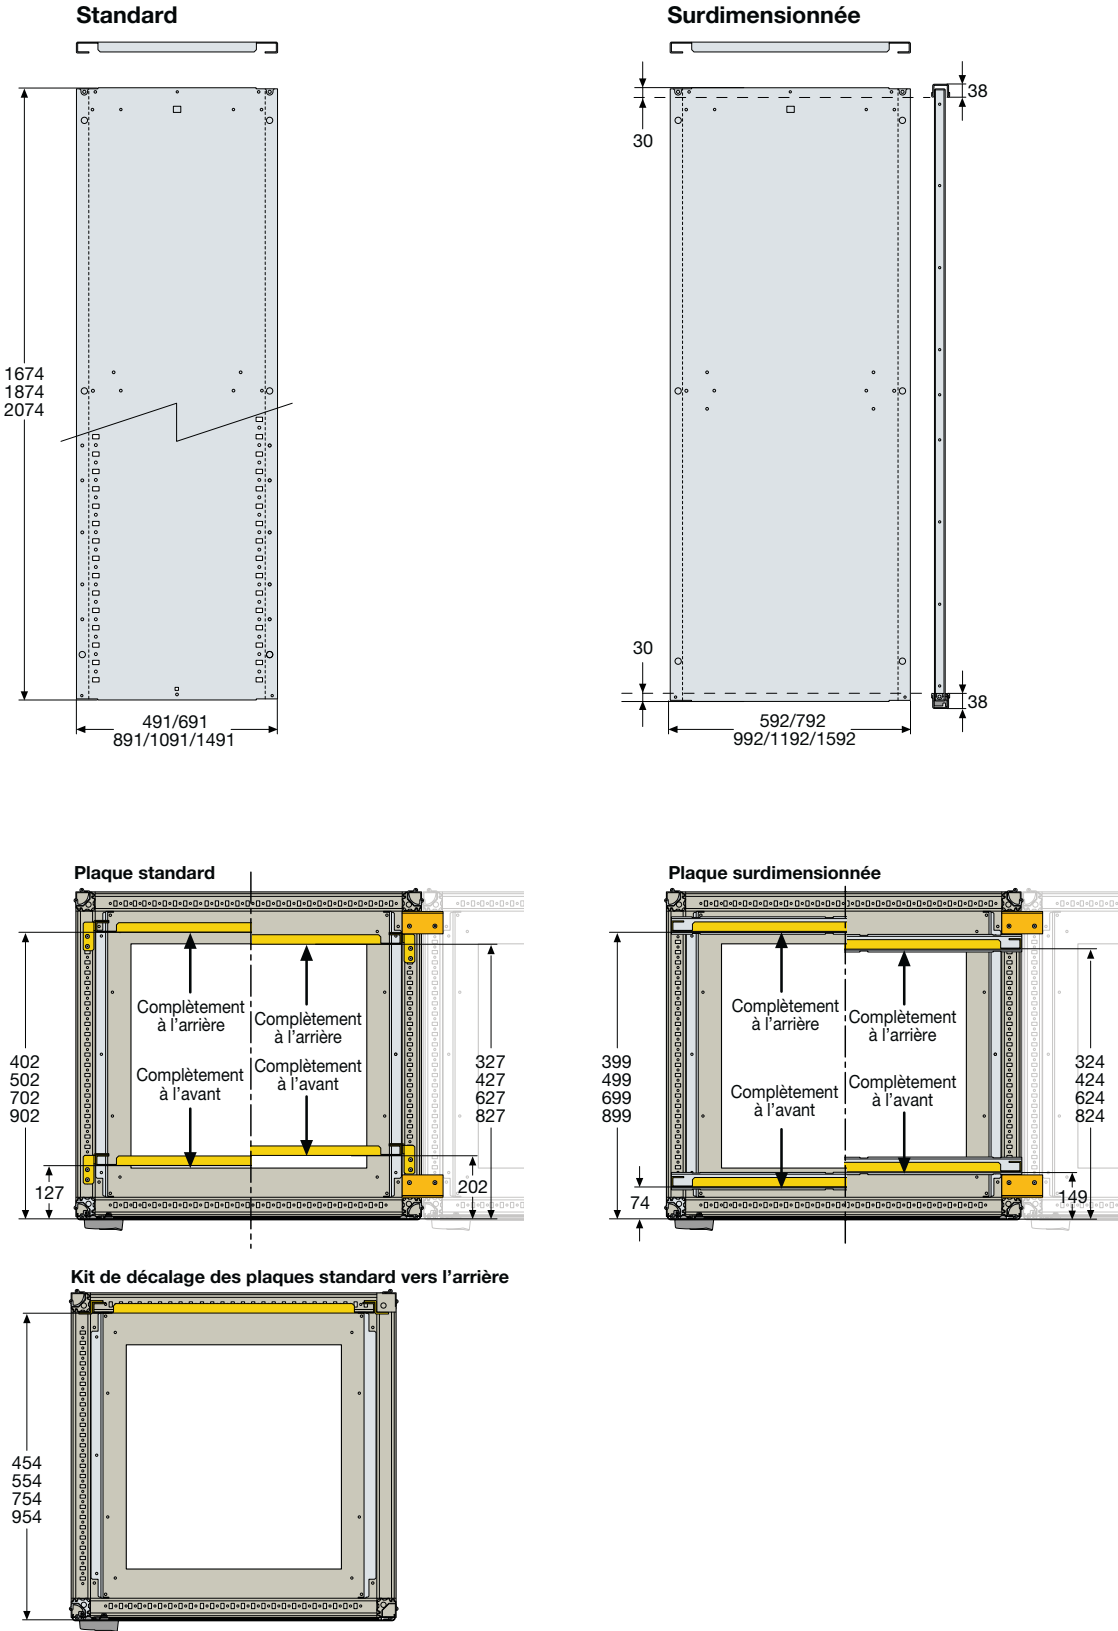 Standard
Surdimensionnée
38
30
1674
1874
2074
30
38
491/691
891/1091/1491
592/792
992/1192/1592
Plaque standard
Complètement
à l’arrière
Complètement
à l’arrière
Complètement
à l’avant
Complètement
à l’avant
402
502
702
902
327
427
627
827
127
202
Plaque surdimensionnée
Complètement
à l’arrière
Complètement
à l’arrière
Complètement
à l’avant
Complètement
à l’avant
399
499
699
899
324
424
624
824
74
149
Kit de décalage des plaques standard vers l’arrière
454
554
754
954